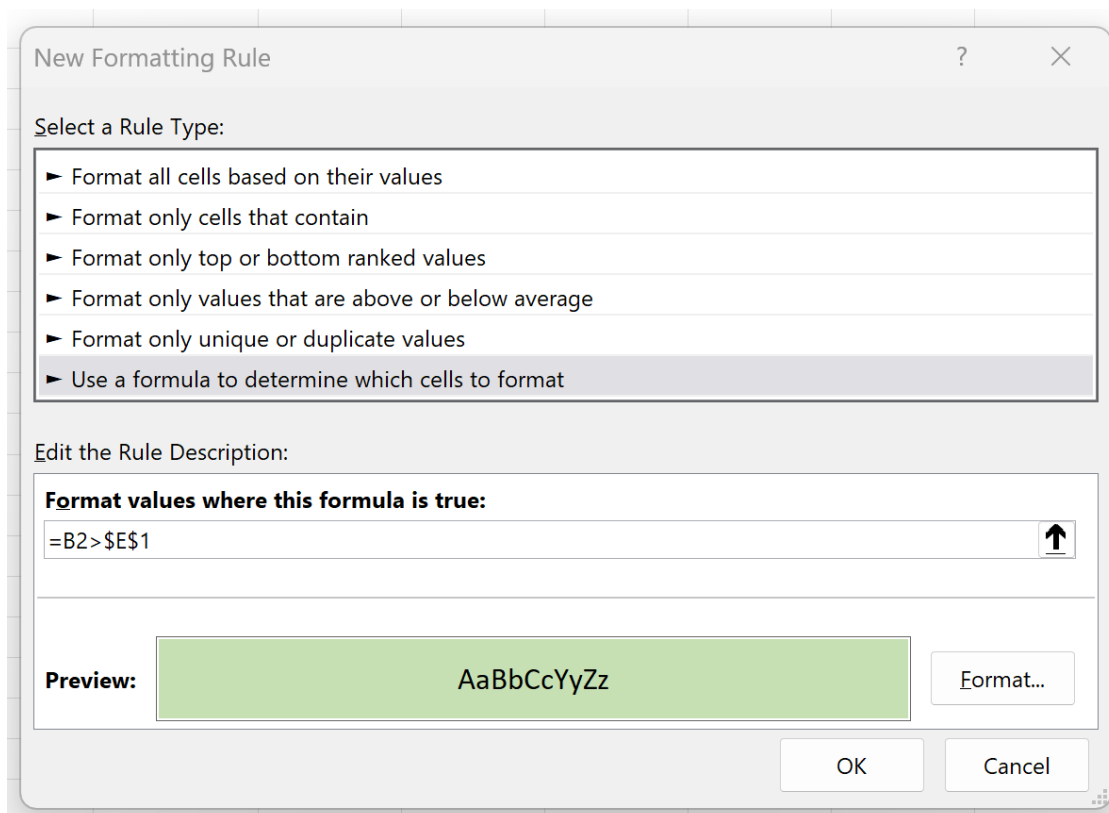 New Formatting Rule ?
Select a Rule Type:
► Format all cells based on their values
► Format only cells that contain
► Format only top or bottom ranked values
► Format only values that are above or below average
► Format only unique or duplicate values
► Use a formula to determine which cells to format
Edit the Rule Description:
Format values where this formula is true:
=B2>$E$1
Preview:
AaBbCcYyZz
Format...
OK
Cancel